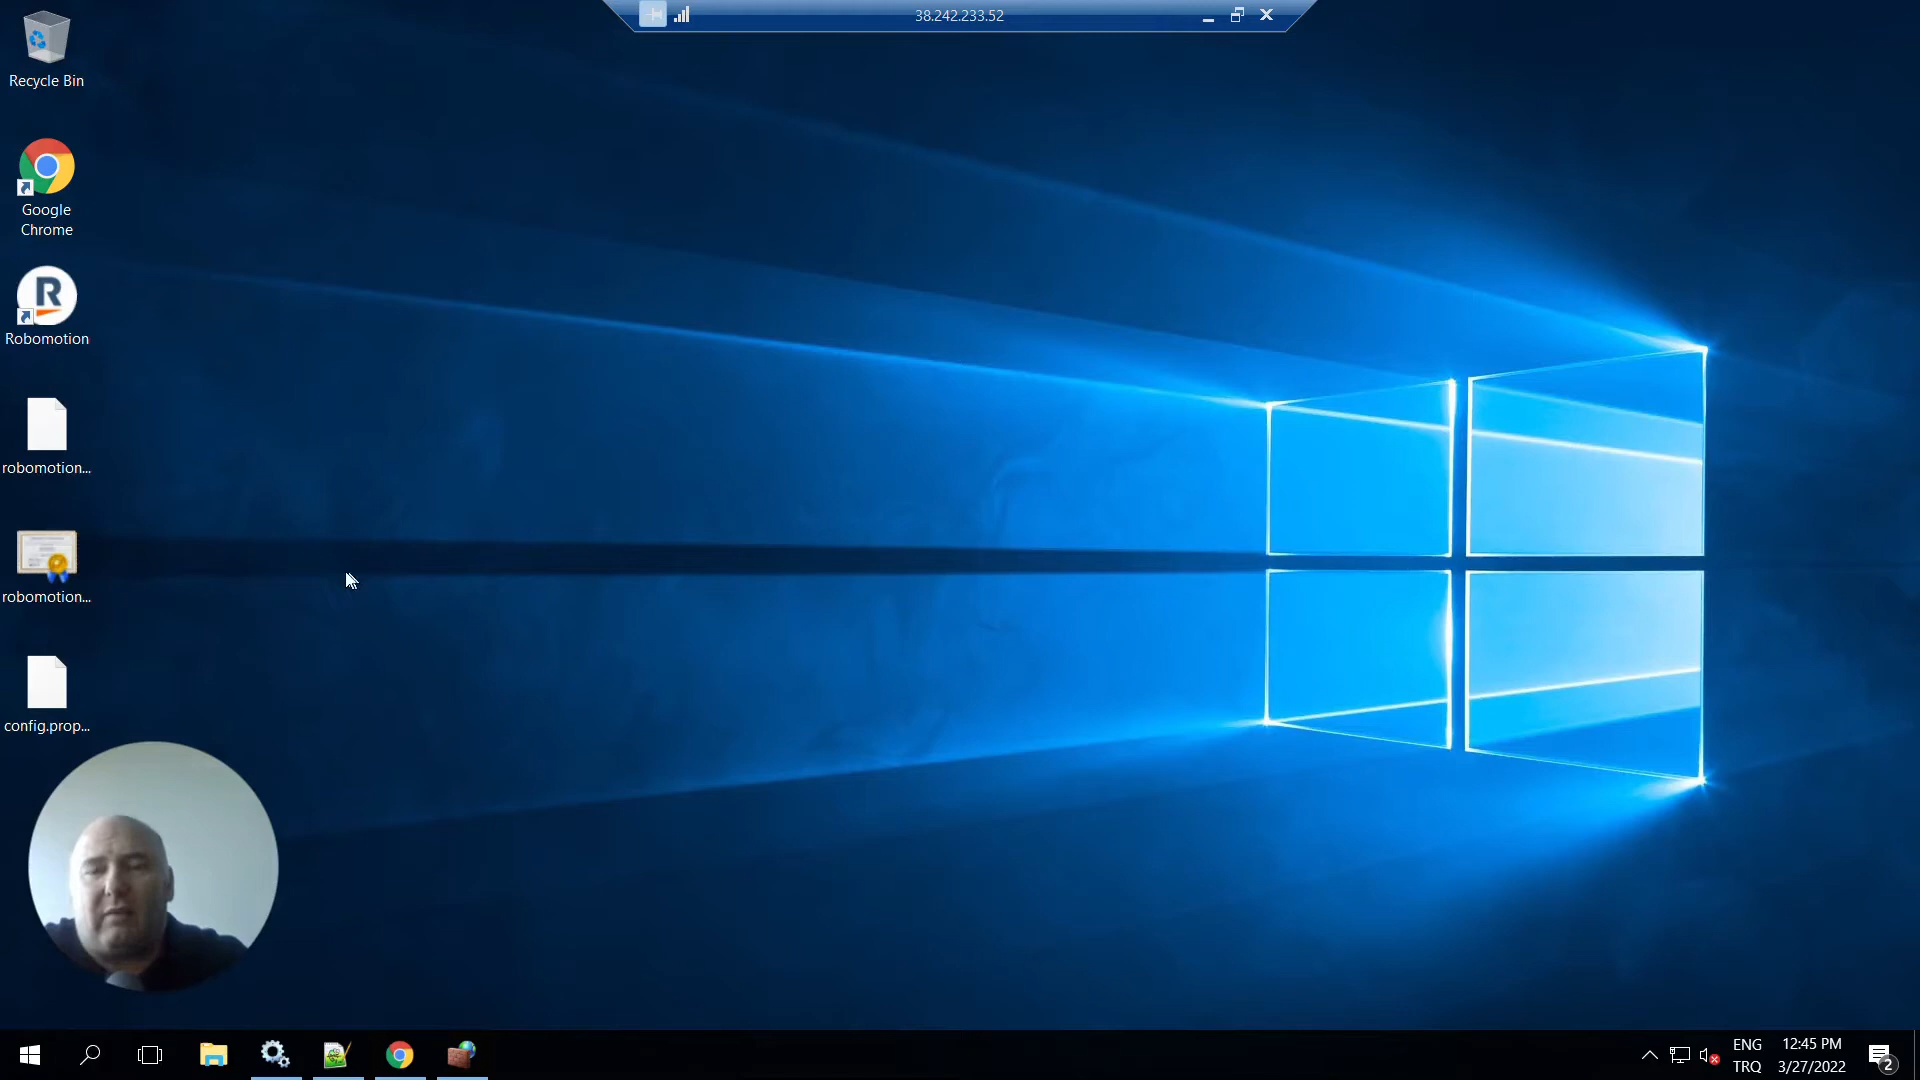 38.242.233.52
Recycle Bin
Google
Chrome
R
Robomotion
robomotion...
robomotion...
config.prop...
ENG
TRQ
12:45 PM
3/27/2022
2